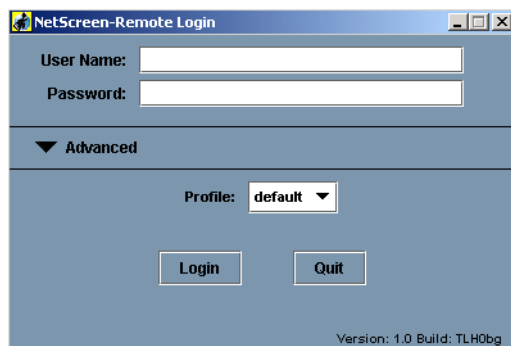 NetScreen-Remote Login
User Name:
Password:
Advanced
Profile: default
Login Quit
Version: 1.0 Build: TLH0bg